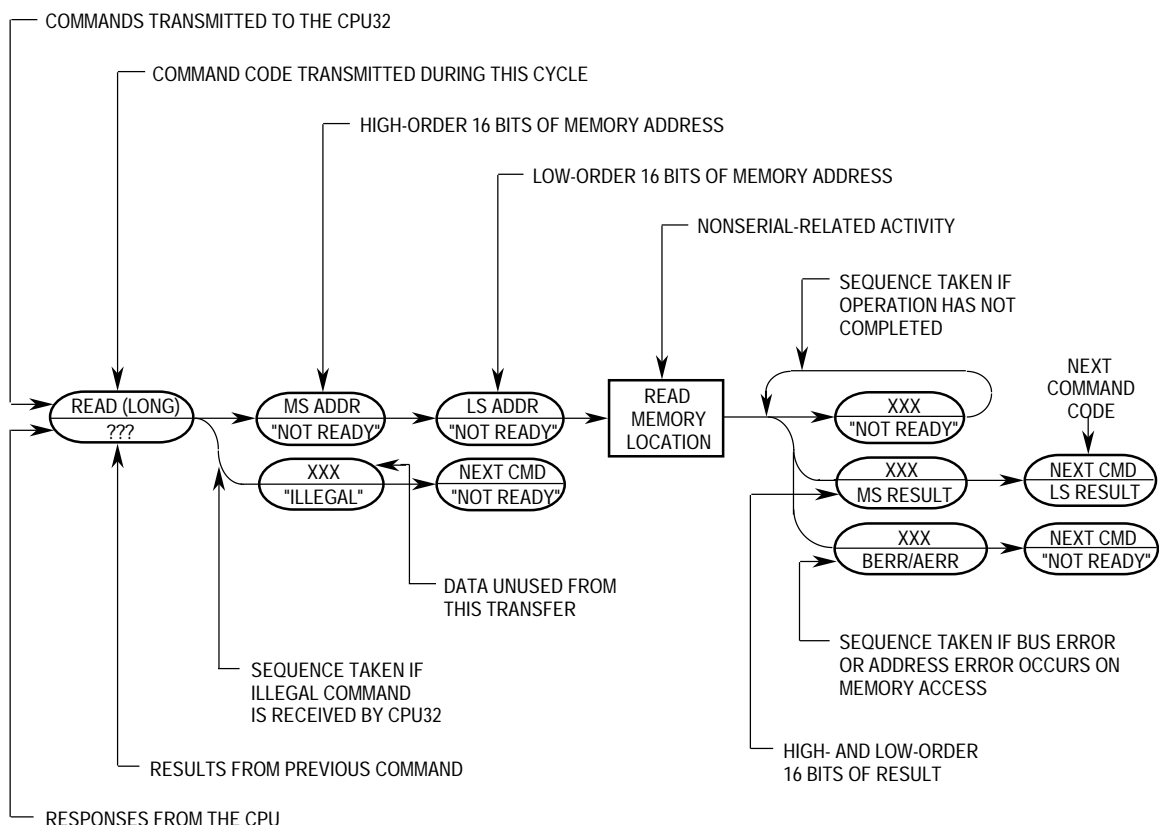 COMMANDS TRANSMITTED TO THE CPU32
COMMAND CODE TRANSMITTED DURING THIS CYCLE
HIGH-ORDER 16 BITS OF MEMORY ADDRESS
LOW-ORDER 16 BITS OF MEMORY ADDRESS
NONSERIAL-RELATED ACTIVITY
SEQUENCE TAKEN IF
OPERATION HAS NOT
COMPLETED
NEXT
COMMAND
CODE
READ (LONG)
???
MS ADDR
"NOT READY"
LS ADDR
"NOT READY"
READ
MEMORY
LOCATION
XXX
"NOT READY"
XXX
"ILLEGAL"
NEXT CMD
"NOT READY"
XXX
MS RESULT
NEXT CMD
LS RESULT
XXX
BERR/AERR
NEXT CMD
"NOT READY"
DATA UNUSED FROM
THIS TRANSFER
SEQUENCE TAKEN IF
ILLEGAL COMMAND
IS RECEIVED BY CPU32
SEQUENCE TAKEN IF BUS ERROR
OR ADDRESS ERROR OCCURS ON
MEMORY ACCESS
HIGH- AND LOW-ORDER
16 BITS OF RESULT
RESULTS FROM PREVIOUS COMMAND
RESPONSES FROM THE CPU